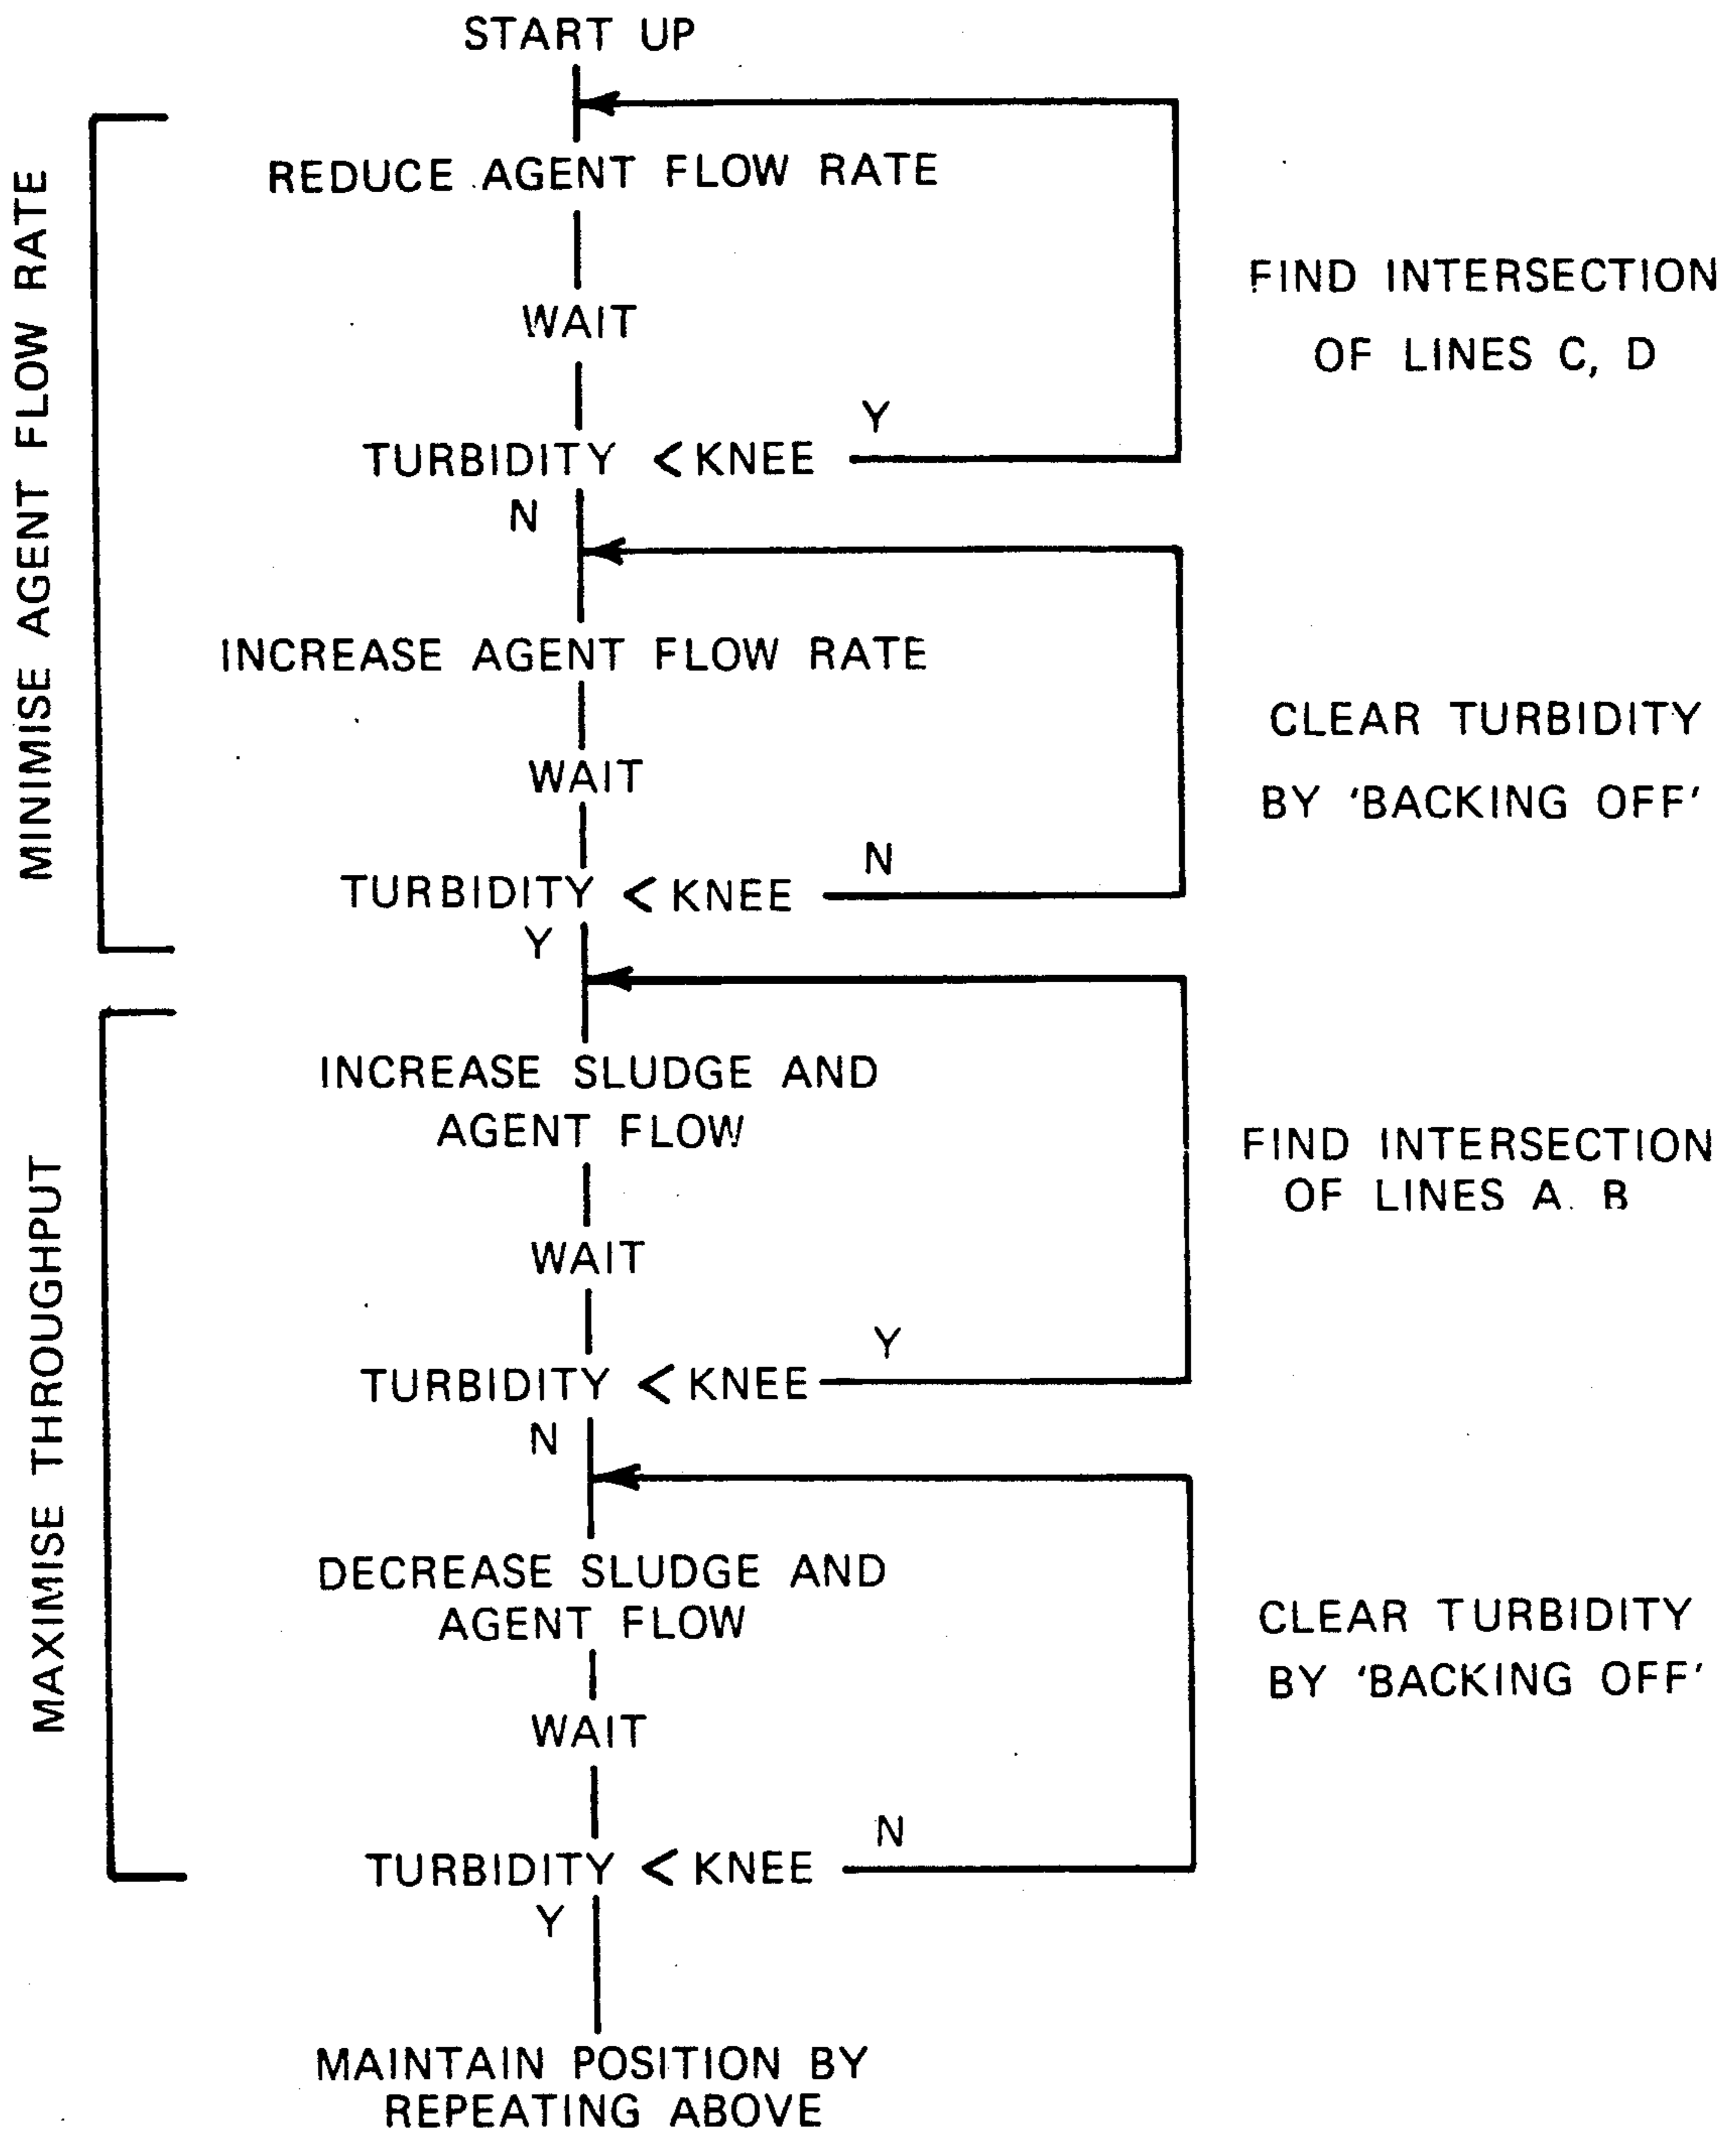 START UP
MINIMISE AGENT FLOW RATE
REDUCE AGENT FLOW RATE
WAIT
FIND INTERSECTION
OF LINES C, D
Y
TURBIDITY < KNEE
N
INCREASE AGENT FLOW RATE
WAIT
CLEAR TURBIDITY
BY 'BACKING OFF'
N
TURBIDITY < KNEE
Y
MAXIMISE THROUGHPUT
INCREASE SLUDGE AND
AGENT FLOW
FIND INTERSECTION
OF LINES A. B
WAIT
Y
TURBIDITY < KNEE
N
DECREASE SLUDGE AND
AGENT FLOW
CLEAR TURBIDITY
BY 'BACKING OFF'
WAIT
N
TURBIDITY < KNEE
Y
MAINTAIN POSITION BY
REPEATING ABOVE